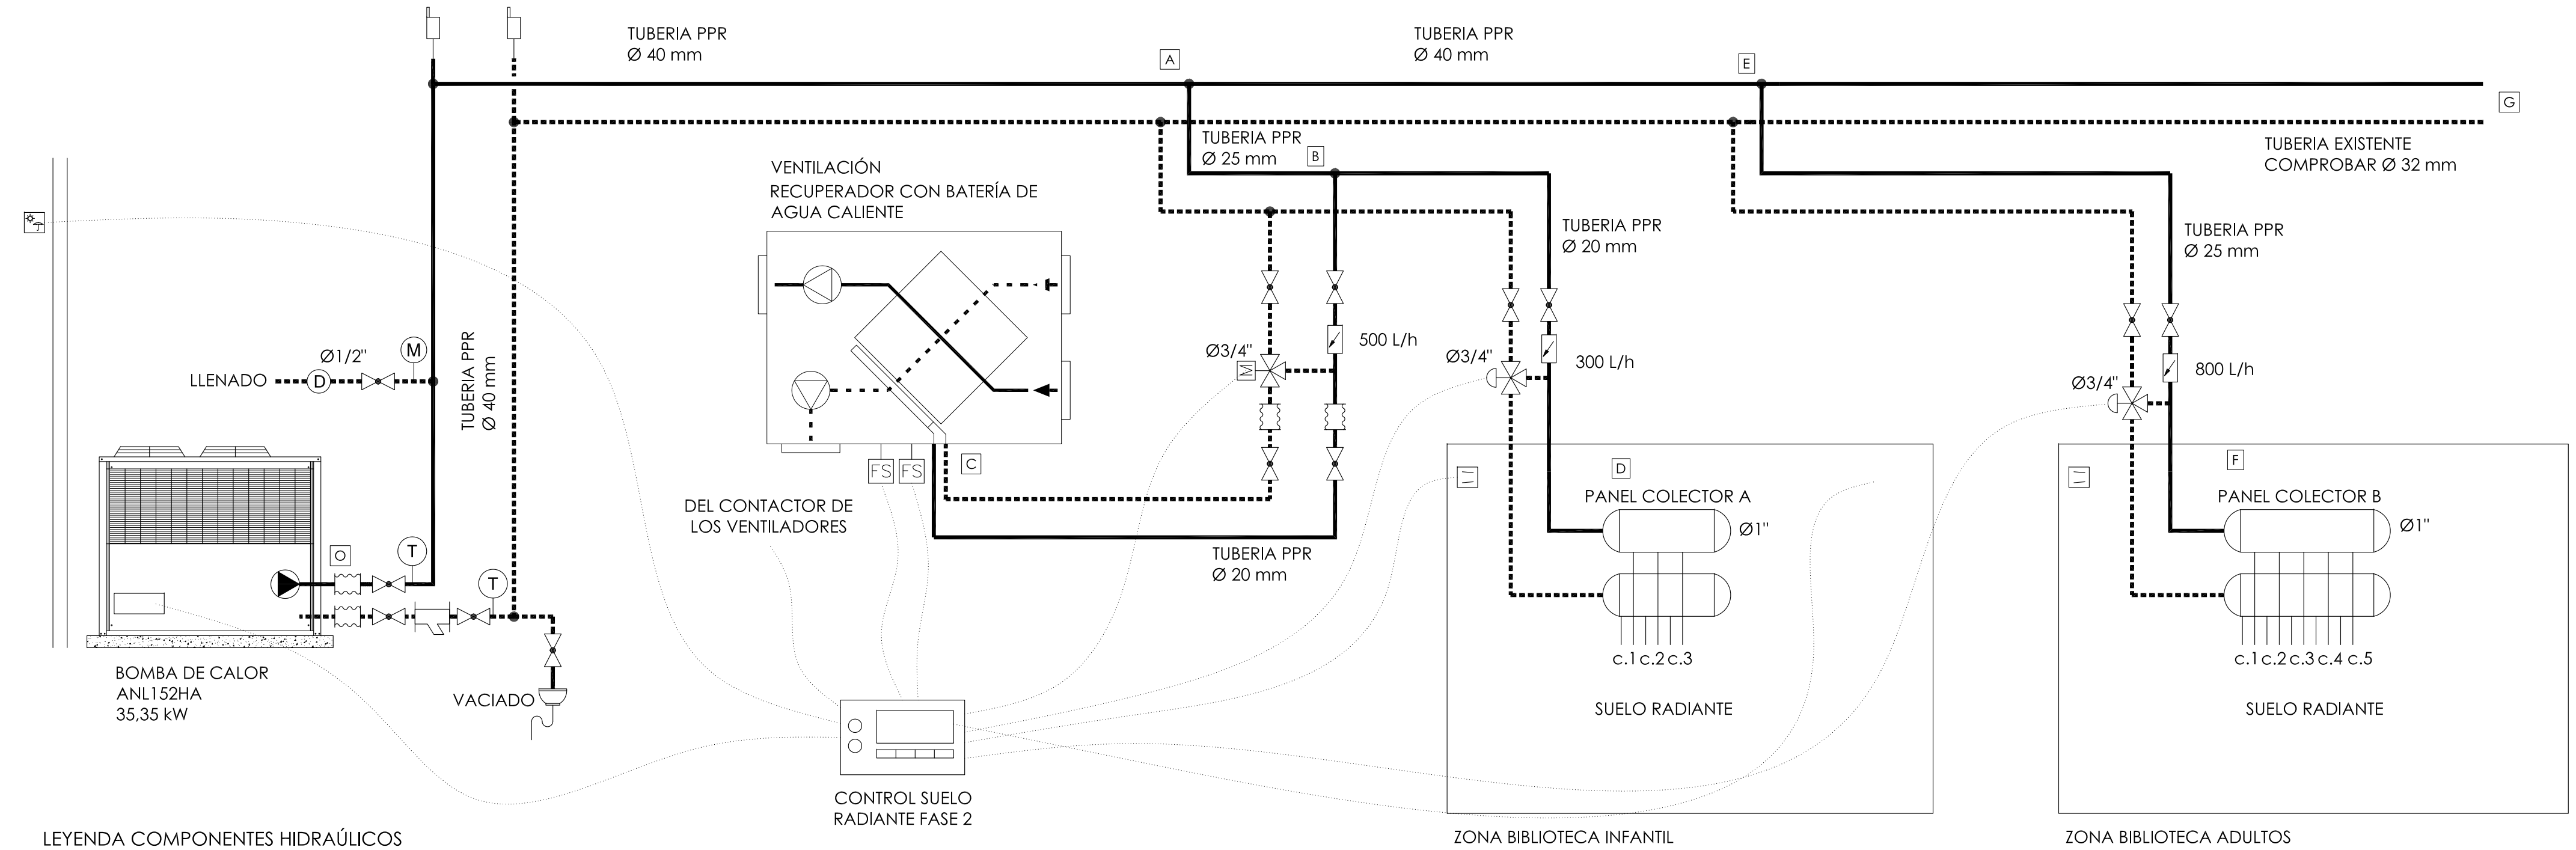 TUBERIA PPR
Ø 40 mm
A
TUBERIA PPR
Ø 40 mm
E
G
TUBERIA EXISTENTE
COMPROBAR Ø 32 mm
TUBERIA PPR
Ø 25 mm
B
VENTILACIÓN
RECUPERADOR CON BATERÍA DE
AGUA CALIENTE
TUBERIA PPR
Ø 20 mm
TUBERIA PPR
Ø 25 mm
500 L/h
Ø3/4"
M
300 L/h
Ø3/4"
800 L/h
Ø3/4"
Ø1/2"
M
LLENADO
D
TUBERIA PPR
Ø 40 mm
FS
FS
C
DEL CONTACTOR DE
LOS VENTILADORES
D
PANEL COLECTOR A
Ø1"
F
PANEL COLECTOR B
Ø1"
O
T
T
TUBERIA PPR
Ø 20 mm
c.1 c.2 c.3
c.1 c.2 c.3 c.4 c.5
BOMBA DE CALOR
ANL152HA
35,35 kW
VACIADO
SUELO RADIANTE
SUELO RADIANTE
CONTROL SUELO
RADIANTE FASE 2
LEYENDA COMPONENTES HIDRAÚLICOS
ZONA BIBLIOTECA INFANTIL
ZONA BIBLIOTECA ADULTOS